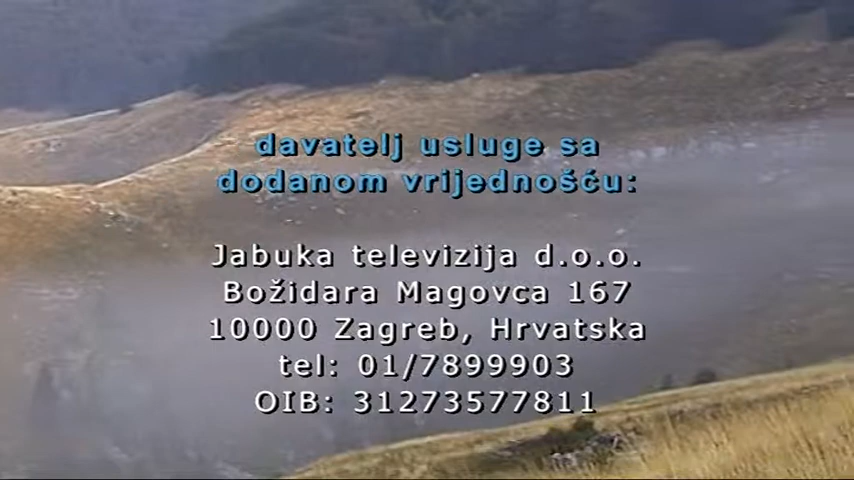 davatelj usluge sa
dodanom vrijednošću:
Jabuka televizija d.o.o.
Božidara Magovca 167
10000 Zagreb, Hrvatska
tel: 01/7899903
OIB: 31273577811